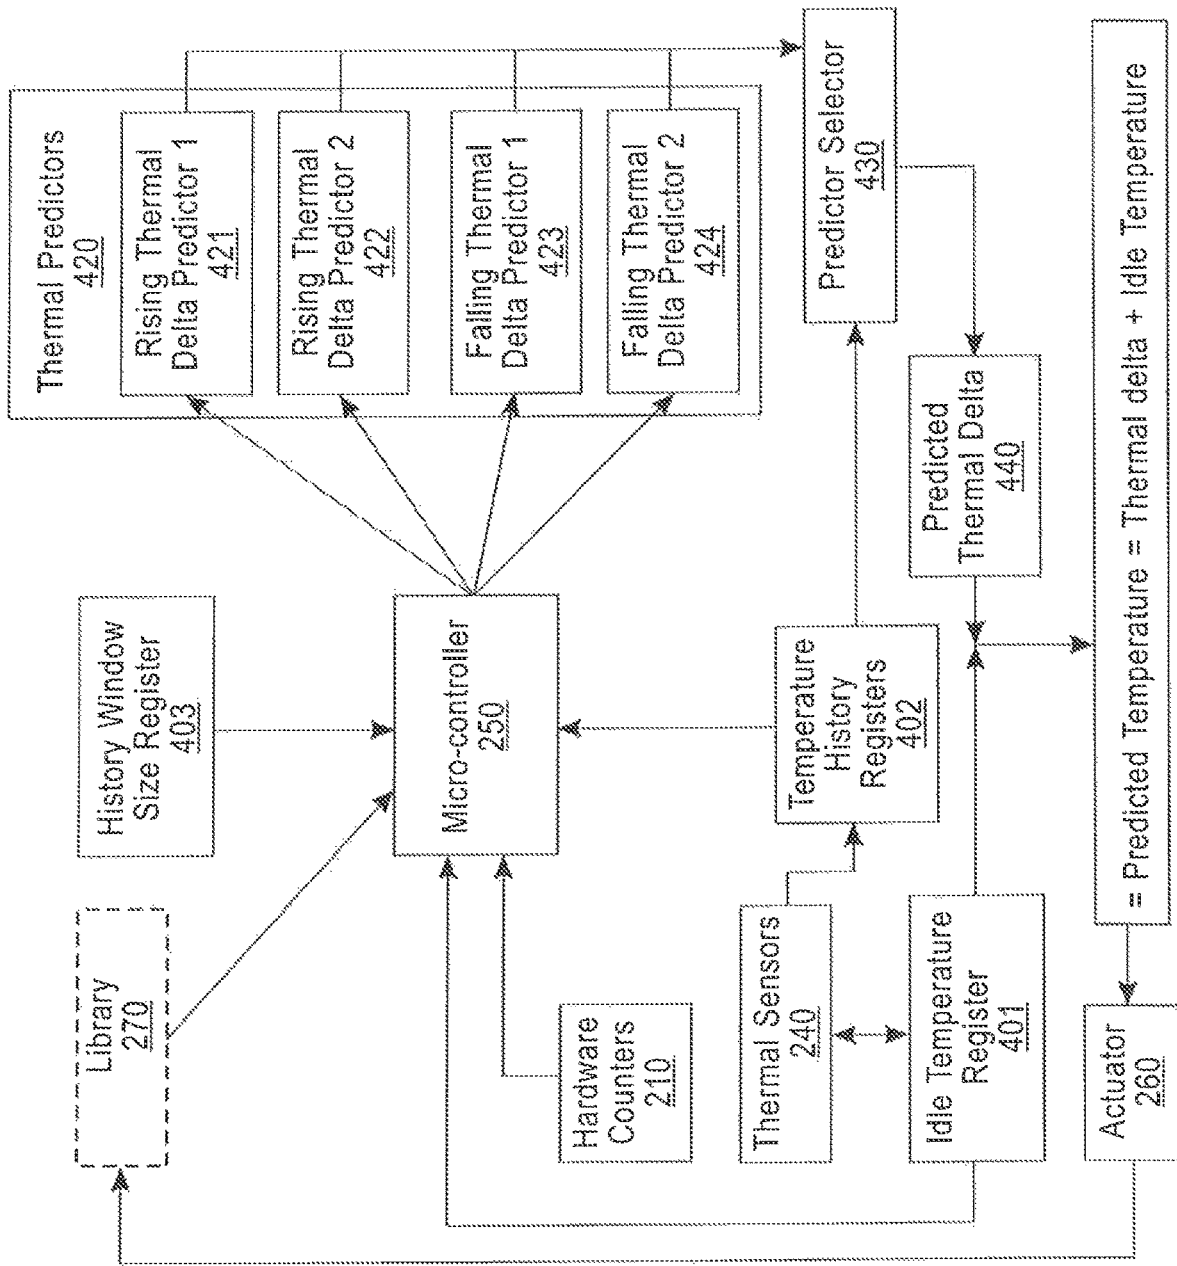 Library
270
History Window
Size Register
403
Thermal Predictors
420
Rising Thermal
Delta Predictor 1
421
Rising Thermal
Delta Predictor 2
422
Falling Thermal
Delta Predictor 1
423
Falling Thermal
Delta Predictor 2
424
Micro-controller
250
Hardware
Counters
210
Thermal Sensors
240
Temperature
History
Registers
402
Predictor Selector
430
Idle Temperature
Register
401
Predicted
Thermal Delta
440
Actuator
260
= Predicted Temperature = Thermal delta + Idle Temperature